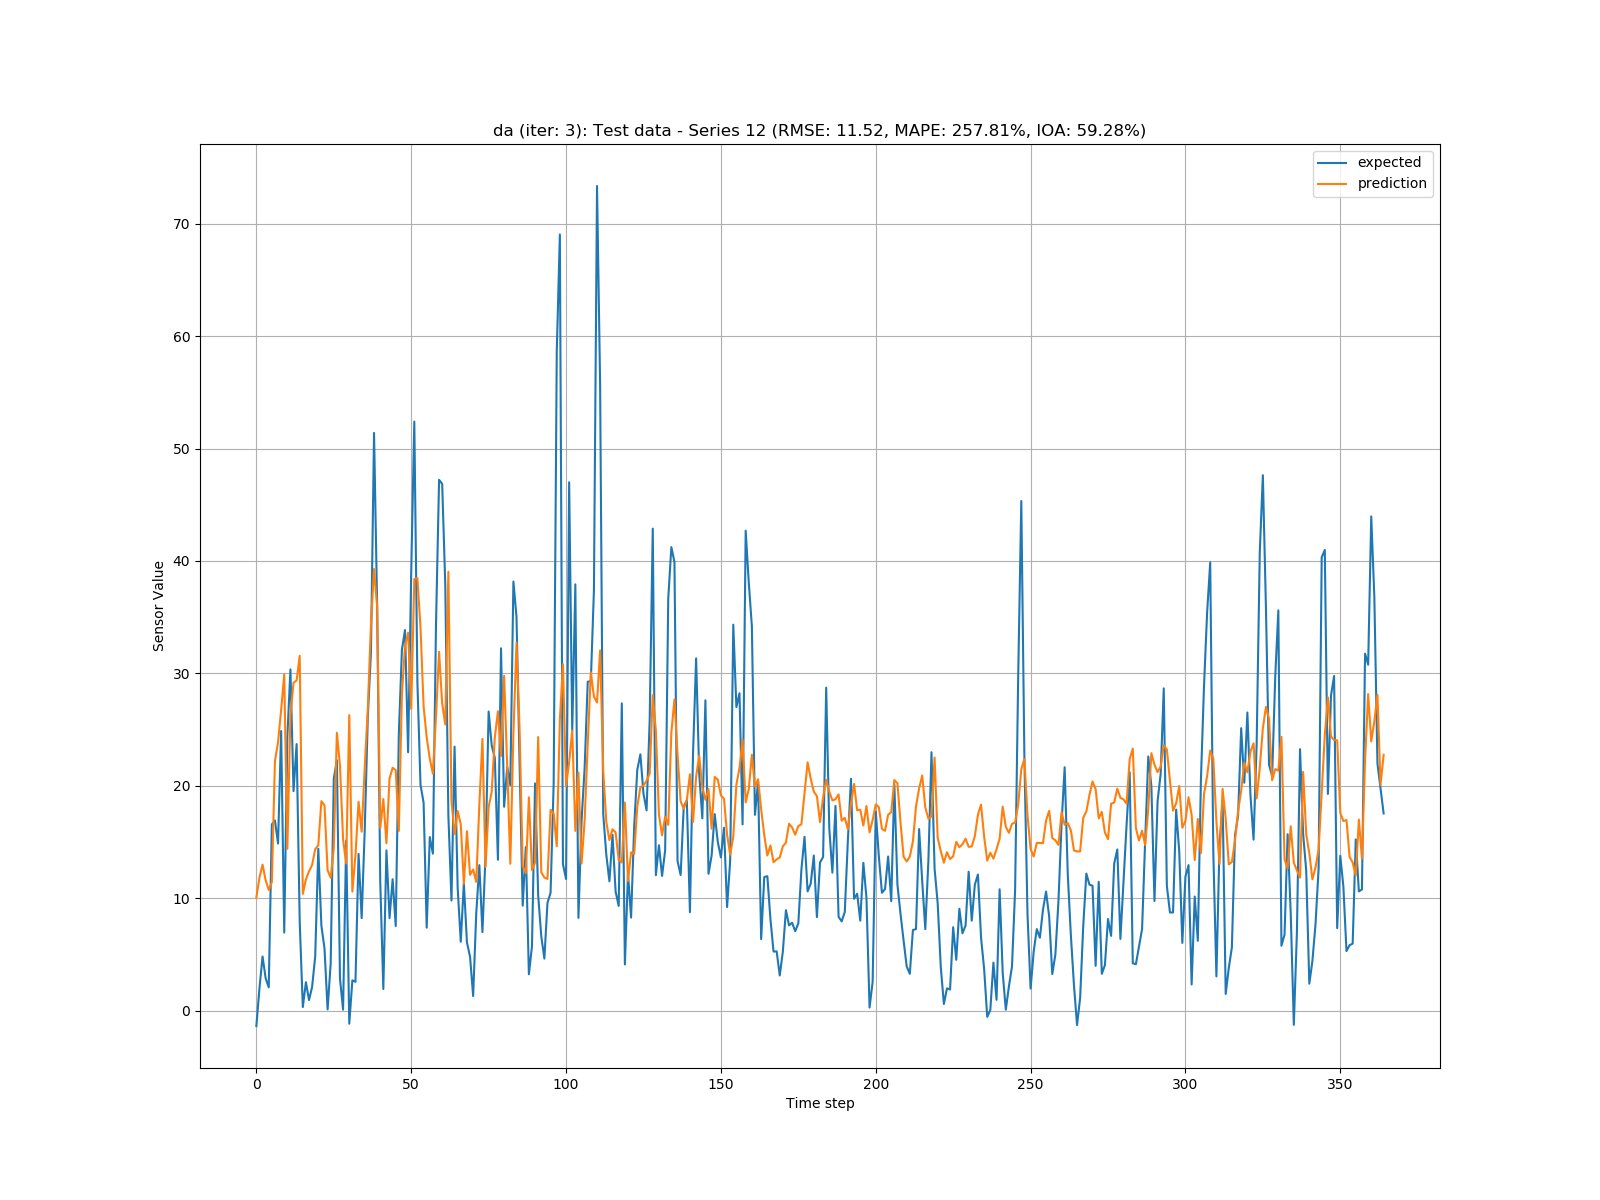 da (iter: 3): Test data - Series 12 (RMSE: 11.52, MAPE: 257.81%, IOA: 59.28%)
expected
prediction
70
60
50
40
30
20
10
0
Sensor Value
0 50 100 150 200 250 300 350
Time step